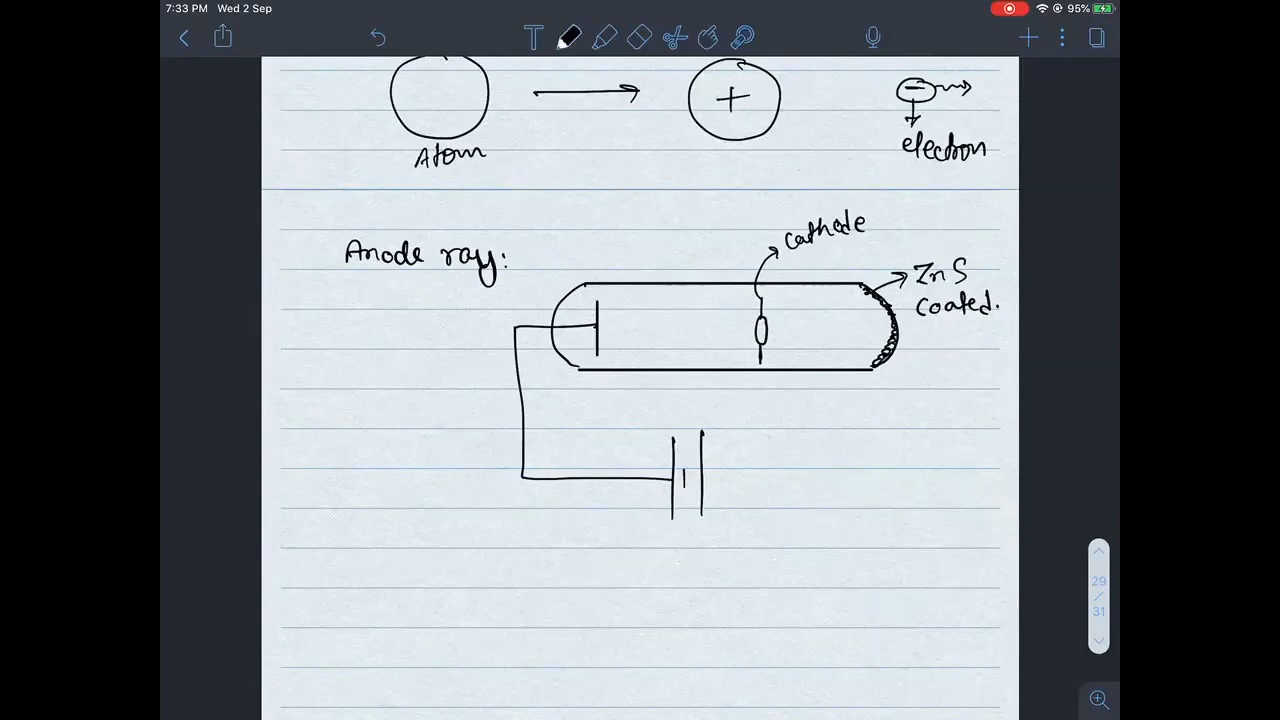 7:33 PM Wed 2 Sep
95%
T
+
−
Atom
electron
Anode ray:
cathode
ZnS
coated.
29
/
31